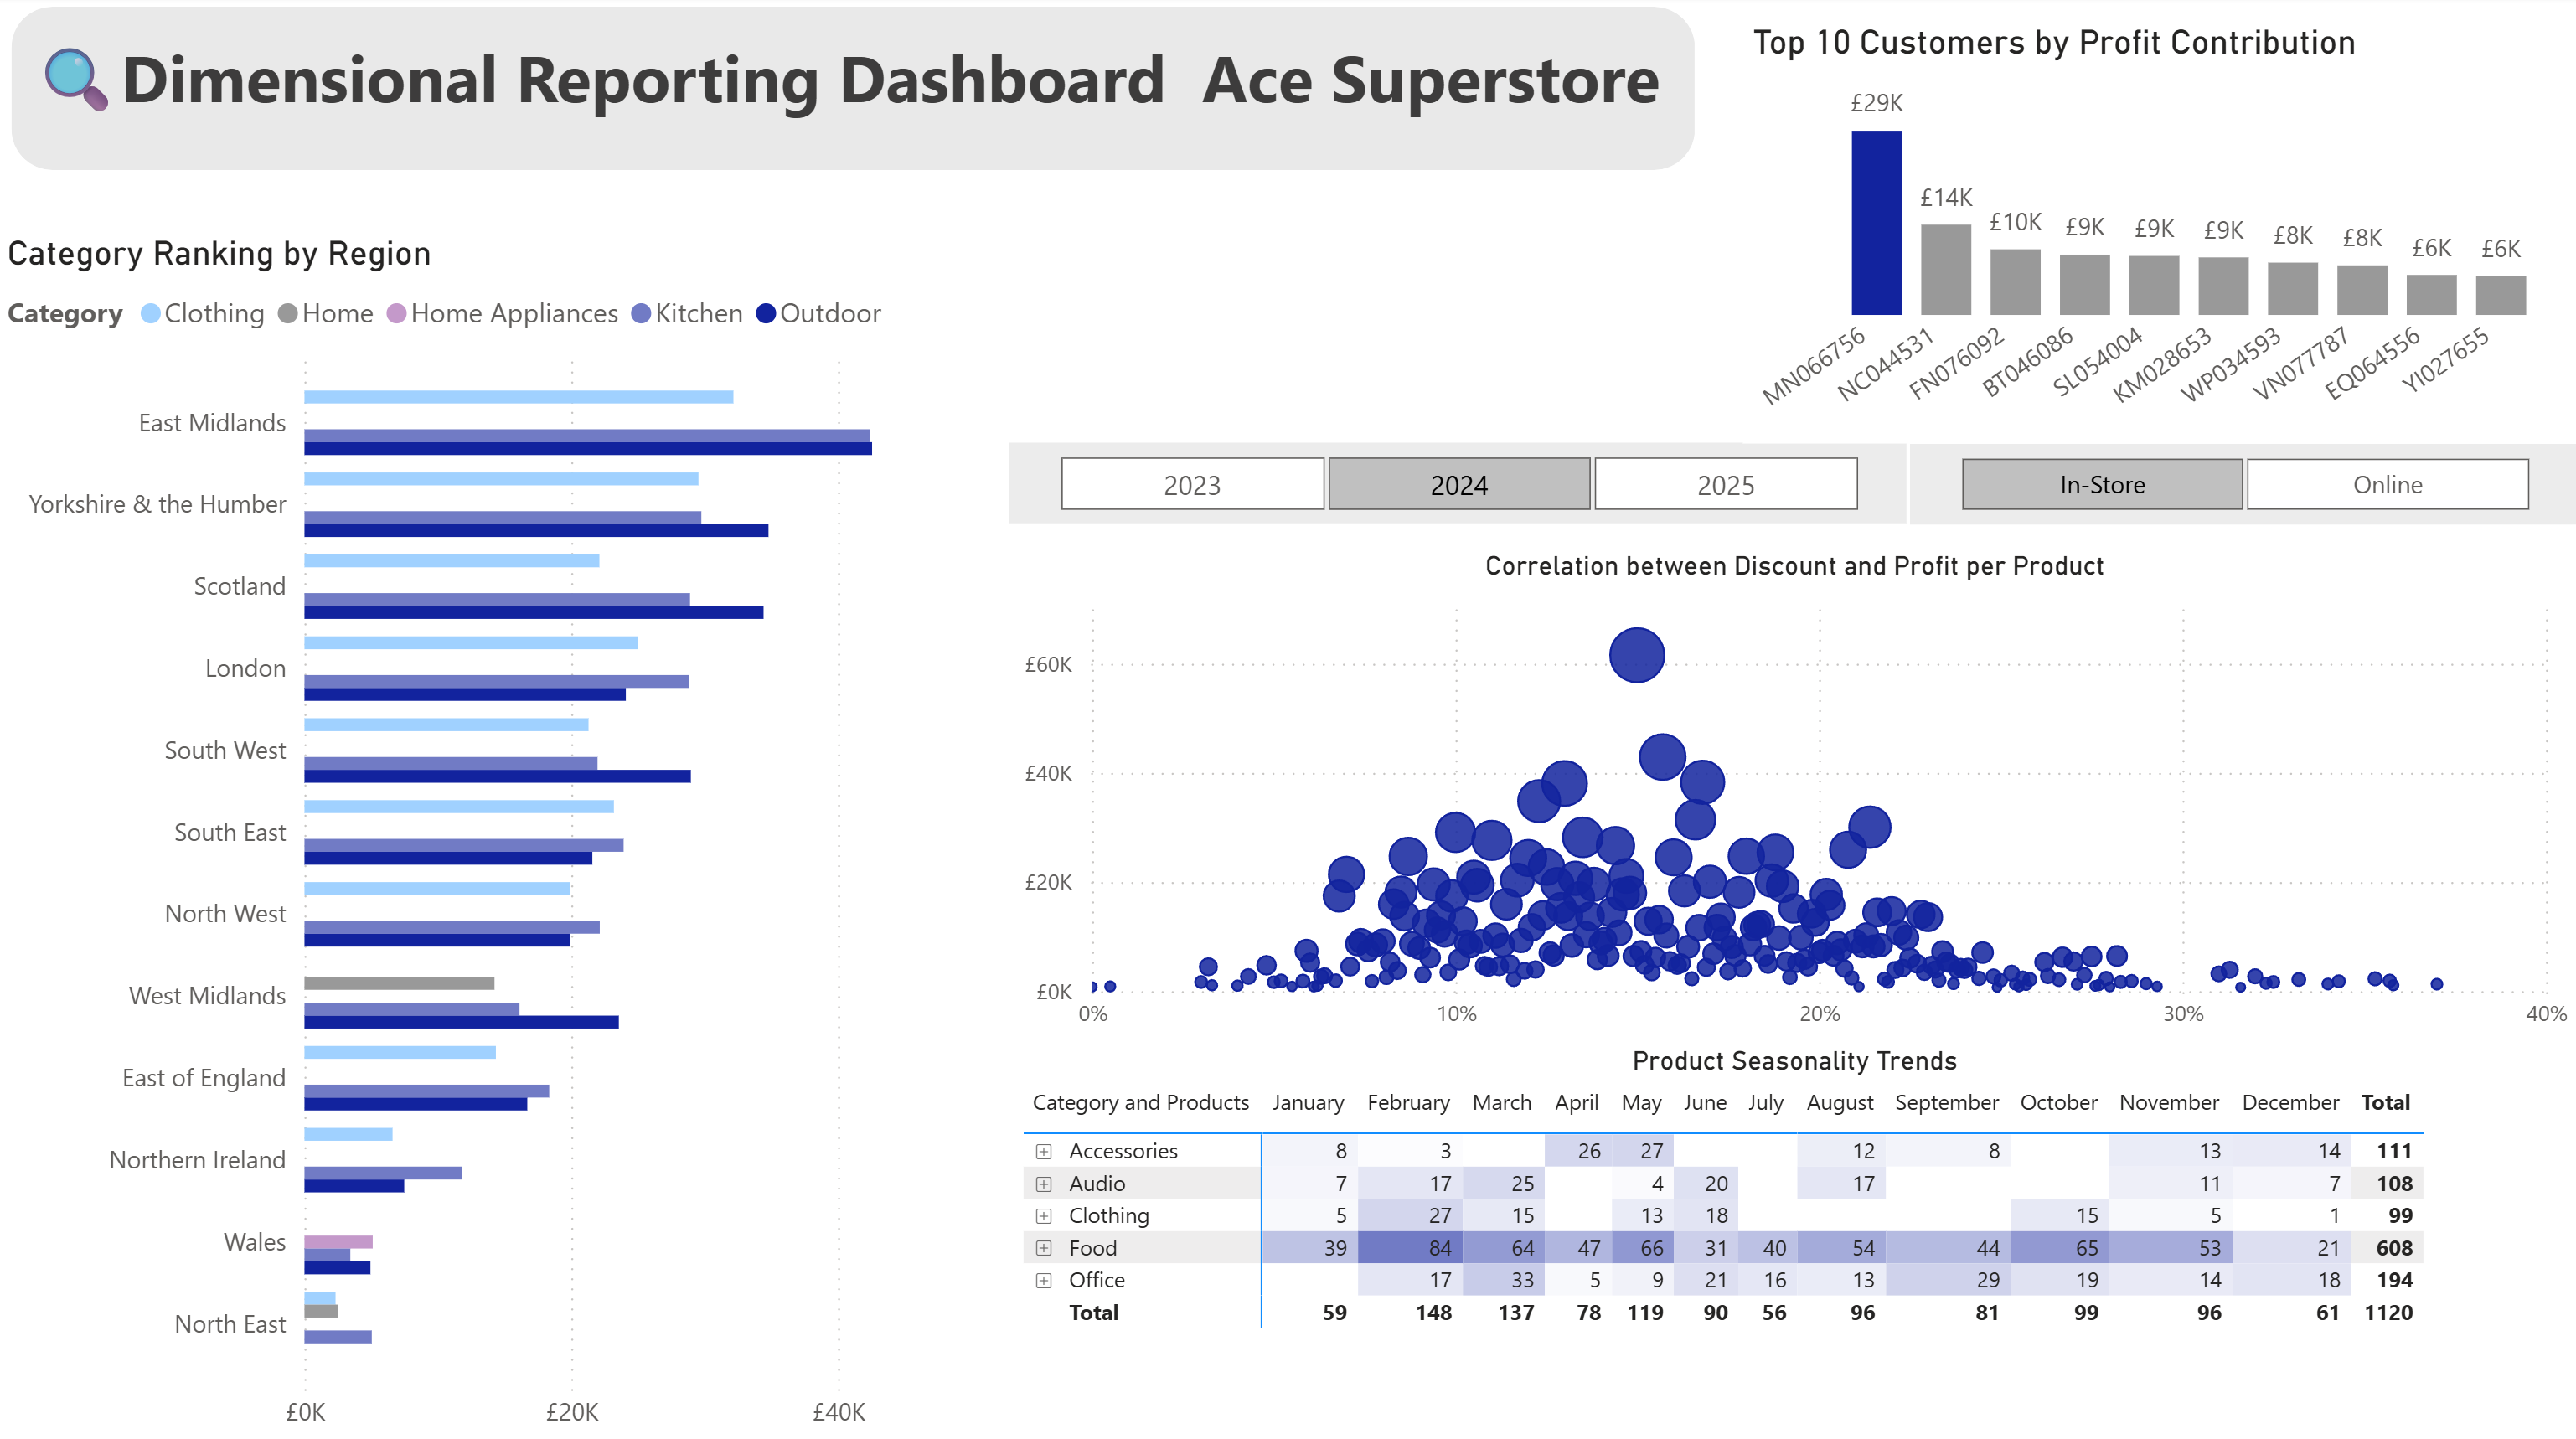 Dimensional Reporting Dashboard Ace Superstore
Top 10 Customers by Profit Contribution
£29K
£14K
£10K
£9K
£9K
£9K
£8K
£8K
£6K
£6K
MN066756
NC044531
FN076092
BT046086
SL054004
KM028653
WP034593
VN077787
EQ064556
YI027655
Category Ranking by Region
Category Clothing Home Home Appliances Kitchen Outdoor
East Midlands
Yorkshire & the Humber
Scotland
London
South West
South East
North West
West Midlands
East of England
Northern Ireland
Wales
North East
£0K £20K £40K
2023 2024 2025
In-Store Online
Correlation between Discount and Profit per Product
£60K
£40K
£20K
£0K
0% 10% 20% 30% 40%
Product Seasonality Trends
Category and Products January February March April May June July August September October November December Total
Accessories 8 3 26 27 12 8 13 14 111
Audio 7 17 25 4 20 17 11 7 108
Clothing 5 27 15 13 18 15 5 1 99
Food 39 84 64 47 66 31 40 54 44 65 53 21 608
Office 17 33 5 9 21 16 13 29 19 14 18 194
Total 59 148 137 78 119 90 56 96 81 99 96 61 1120